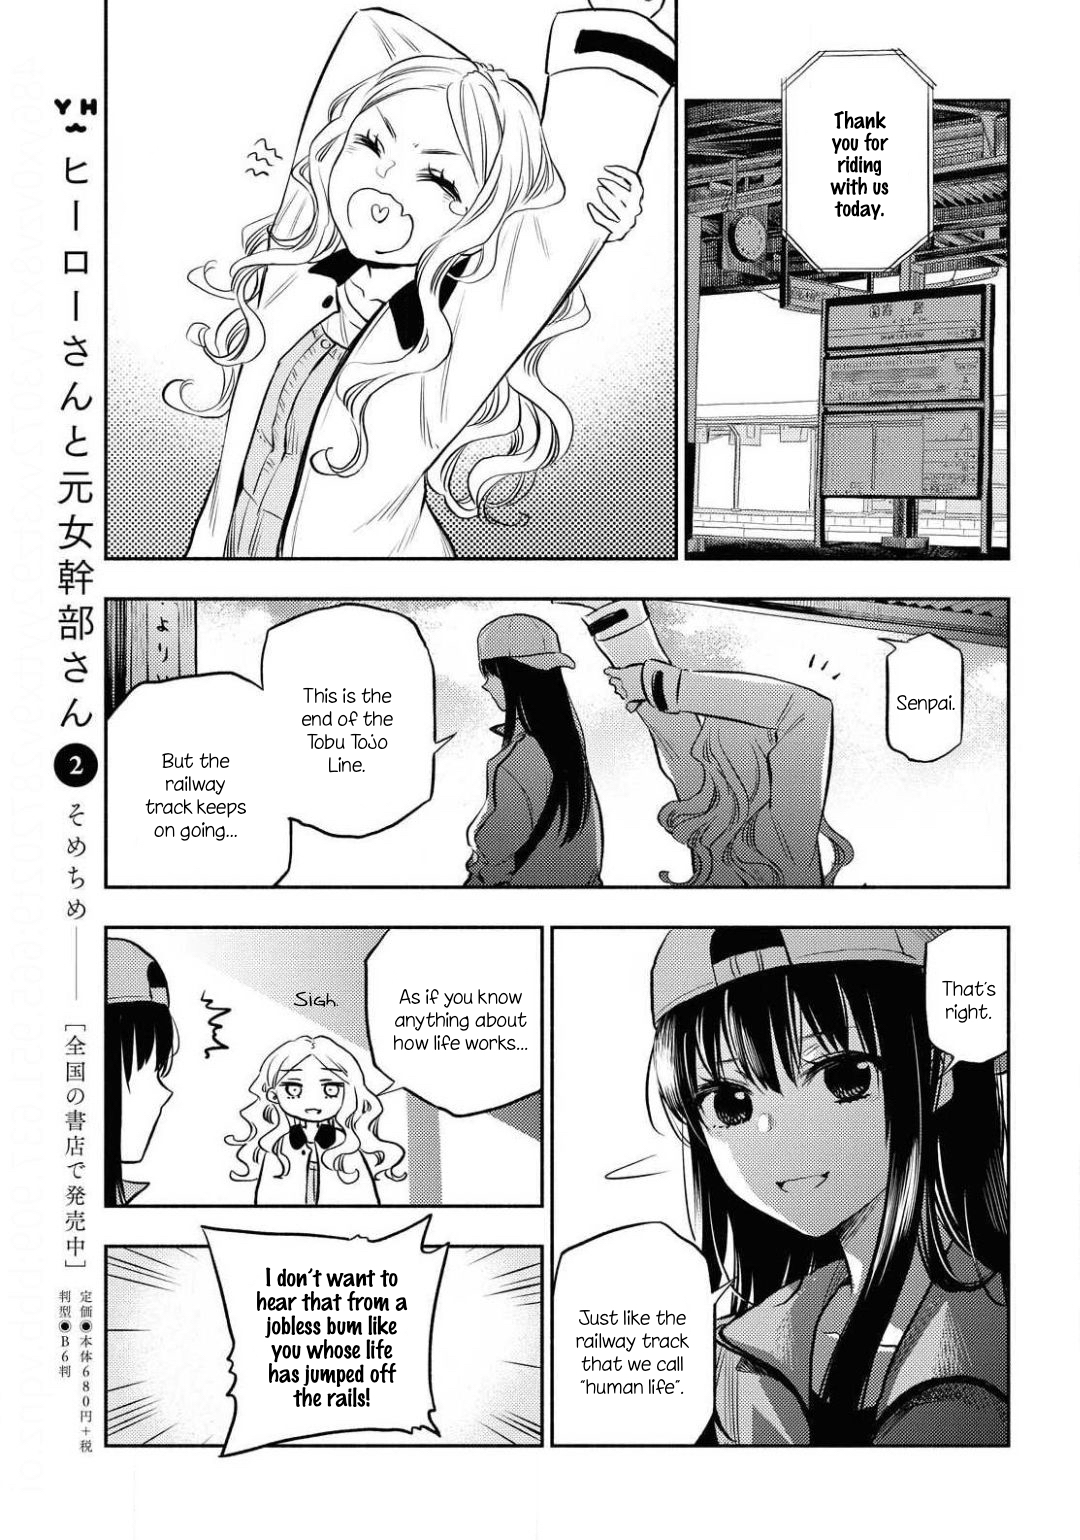 Thank
you for
riding
with us
today.
Senpai.
This is the
end of the
Tobu Tojo
Line.
But the
railway
track keeps
on going...
より
That's
right.
Just like the
railway track
that we call
"human life".
As if you know
anything about
how life works...
Sigh.
I don't want to
hear that from a
jobless bum like
you whose life
has jumped off
the rails!
YH
ヒーローさんと元女幹部さん
2
そめちめ
[全国の書店で発売中]
定価◉本体680円+税
判型◉B6判